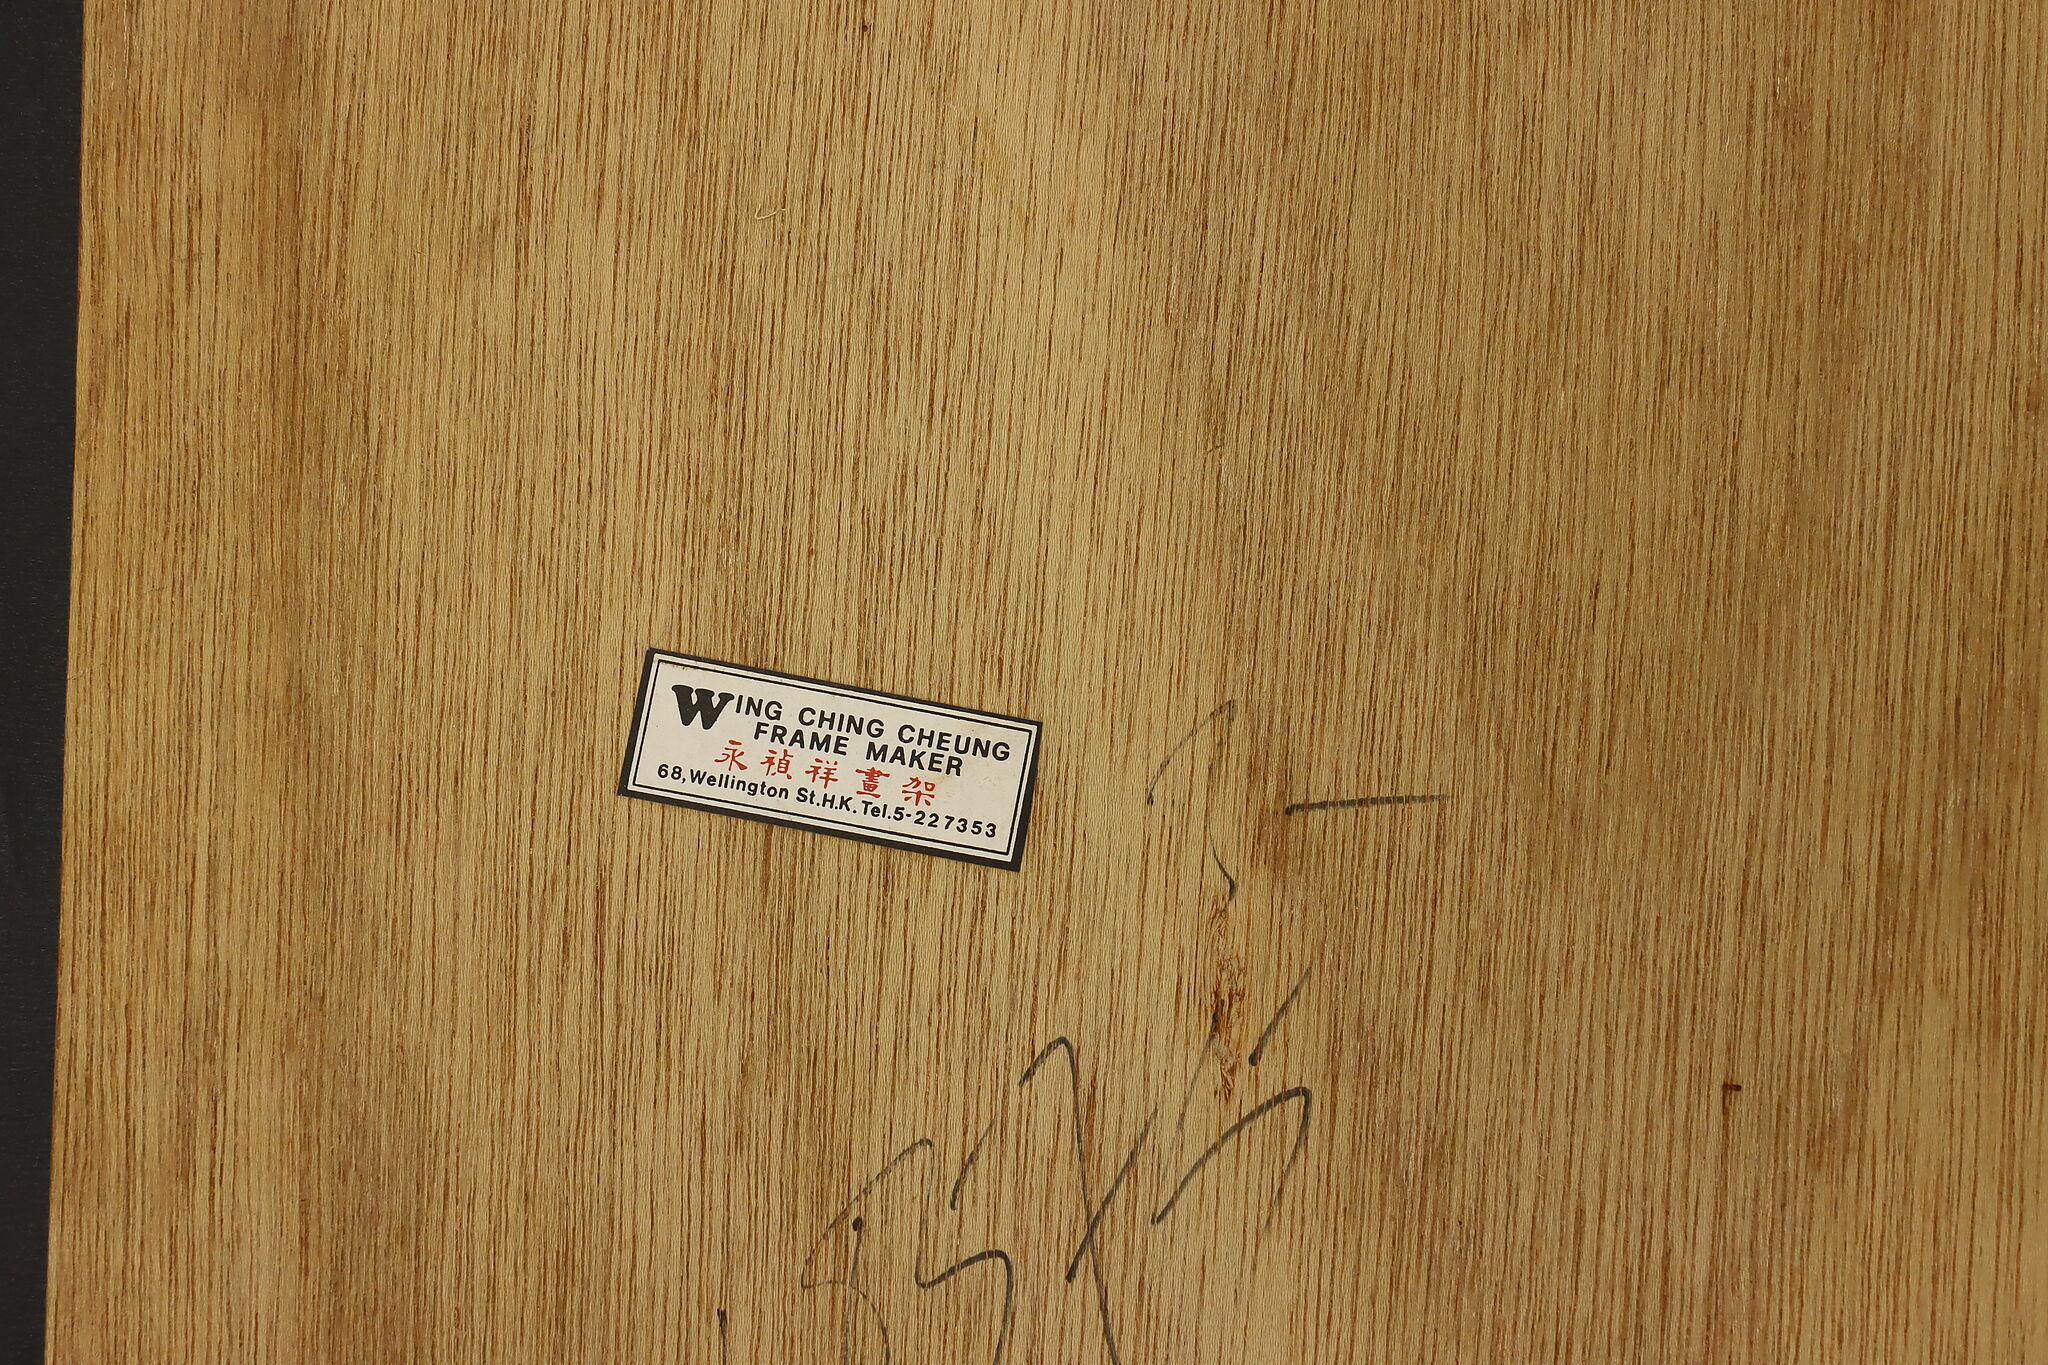 WING CHING CHEUNG
FRAME MAKER
永禎祥畫架
68,Wellington St.H.K.Tel.5-227353